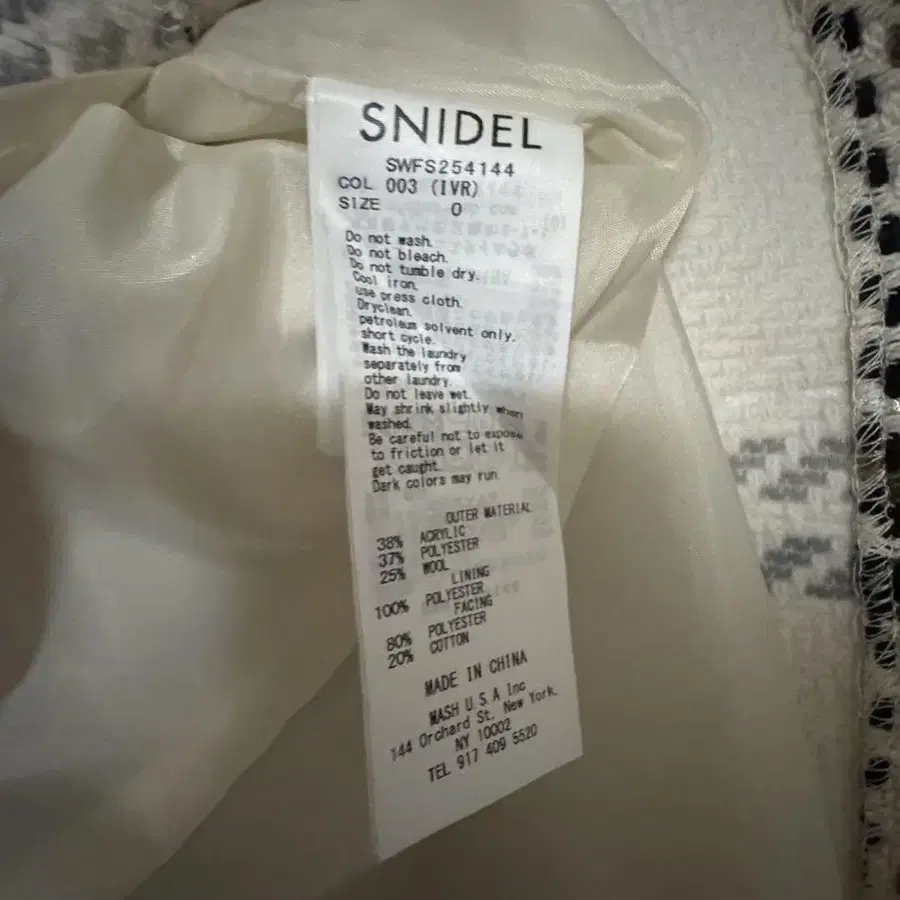 SNIDEL
SWFS254144
COL 003 (IVR)
SIZE 0
Do not wash.
Do not bleach.
Do not tumble dry.
Cool iron.
use press cloth.
Dryclean.
petroleum solvent only.
short cycle.
Wash the laundry
separately from
other laundry.
Do not leave wet.
May shrink slightly when
washed.
Be careful not to expose
to friction or let it
get caught.
Dark colors may run.
OUTER MATERIAL
38% ACRYLIC
37% POLYESTER
25% WOOL
LINING
100% POLYESTER
FACING
80% POLYESTER
20% COTTON
MADE IN CHINA
MASH U.S.A Inc
144 Orchard St. New York.
NY 10002
TEL 917 409 5520